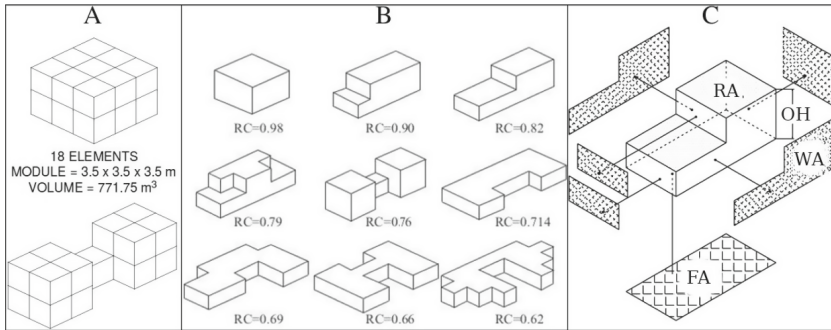 A
18 ELEMENTS
MODULE = 3.5 x 3.5 x 3.5 m
VOLUME = 771.75 m³
B
RC=0.98
RC=0.90
RC=0.82
RC=0.79
RC=0.76
RC=0.714
RC=0.69
RC=0.66
RC=0.62
C
RA
OH
WA
FA